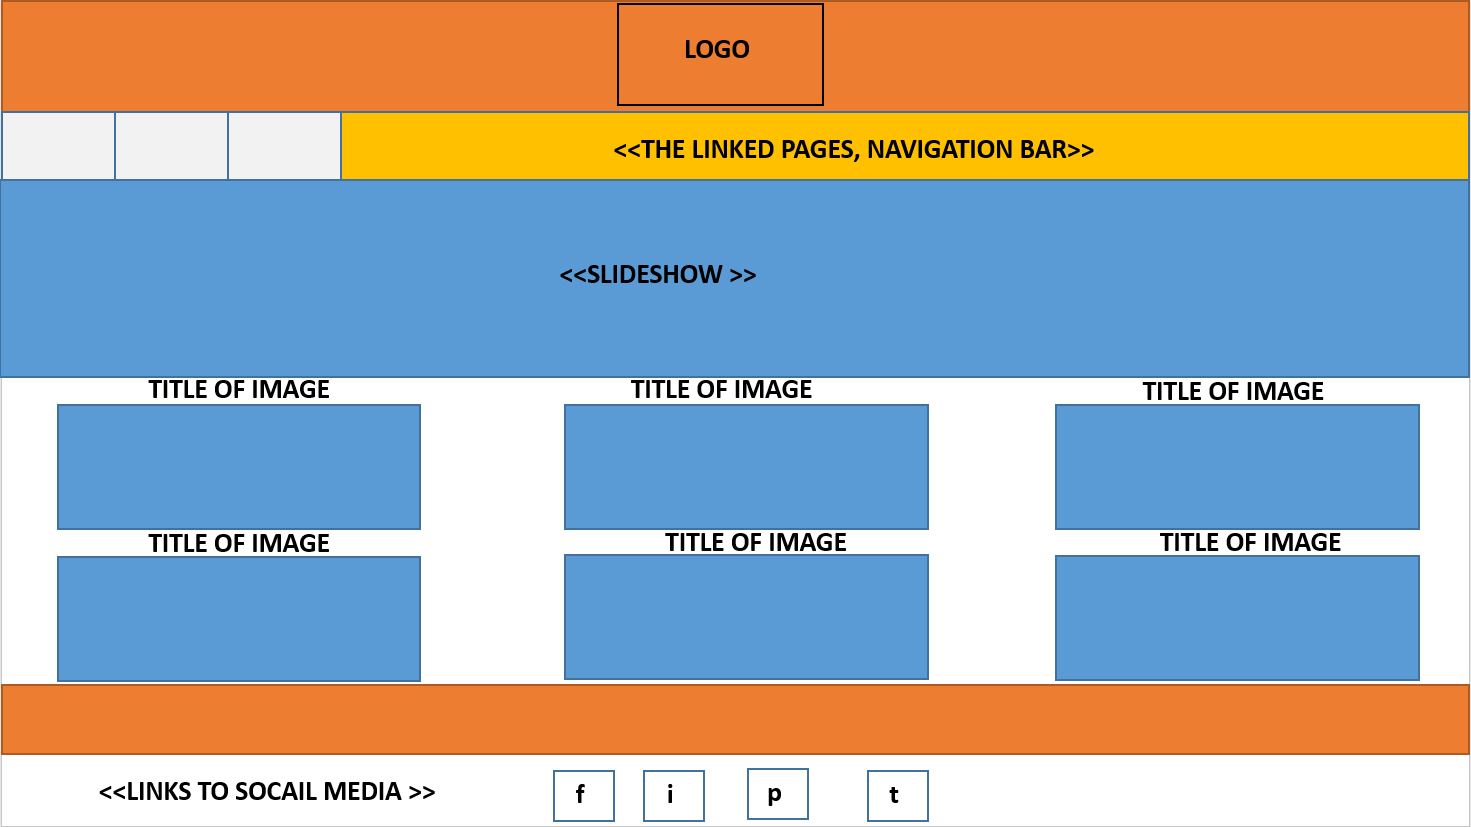 LOGO
<<THE LINKED PAGES, NAVIGATION BAR>>
<<SLIDESHOW >>
TITLE OF IMAGE
TITLE OF IMAGE
TITLE OF IMAGE
TITLE OF IMAGE
TITLE OF IMAGE
TITLE OF IMAGE
<<LINKS TO SOCAIL MEDIA >>
f
i
p
t